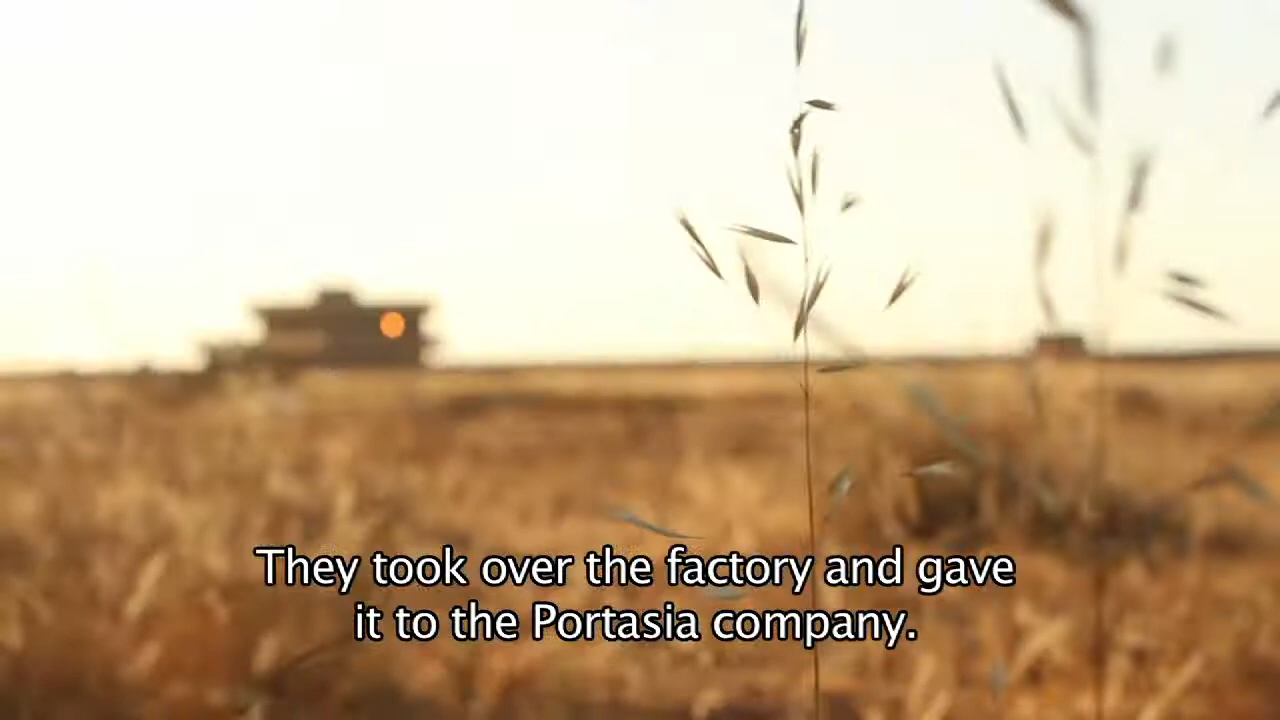 They took over the factory and gave
it to the Portasia company.